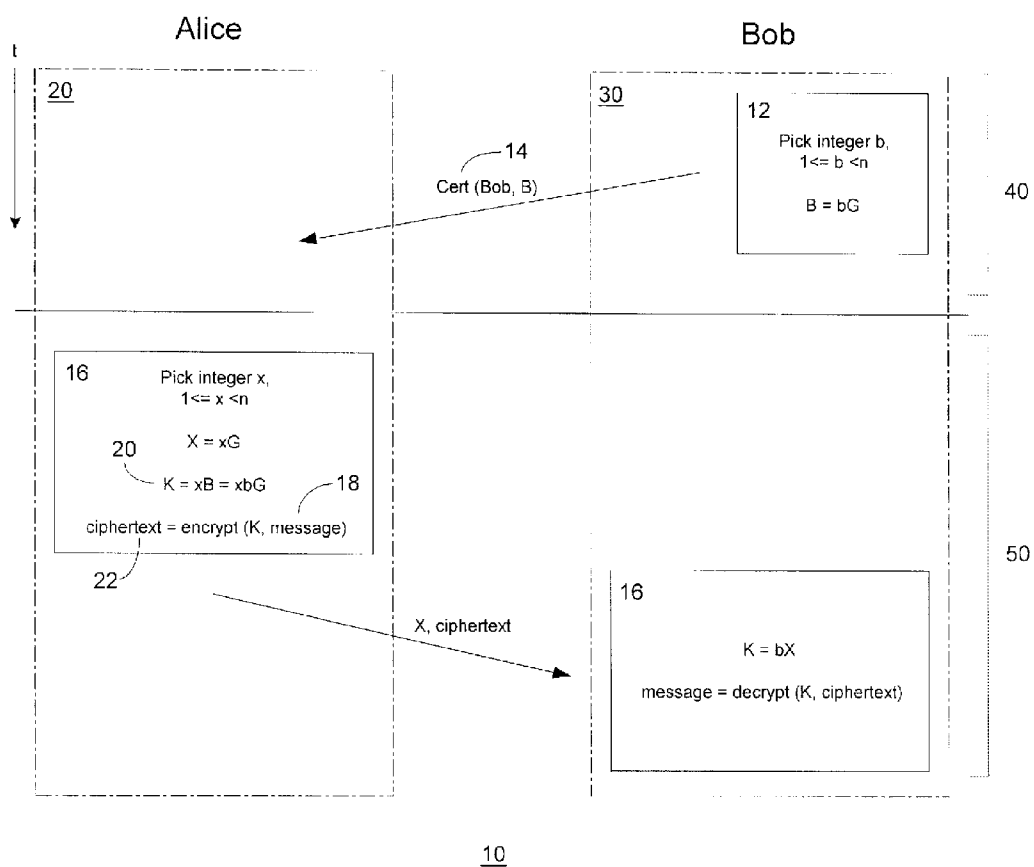 Alice
Bob
t
20
30
12
Pick integer b,
1<= b <n
B = bG
14
Cert (Bob, B)
40
16
Pick integer x,
1<= x <n
X = xG
20
K = xB = xbG
18
ciphertext = encrypt (K, message)
22
X, ciphertext
50
16
K = bX
message = decrypt (K, ciphertext)
10